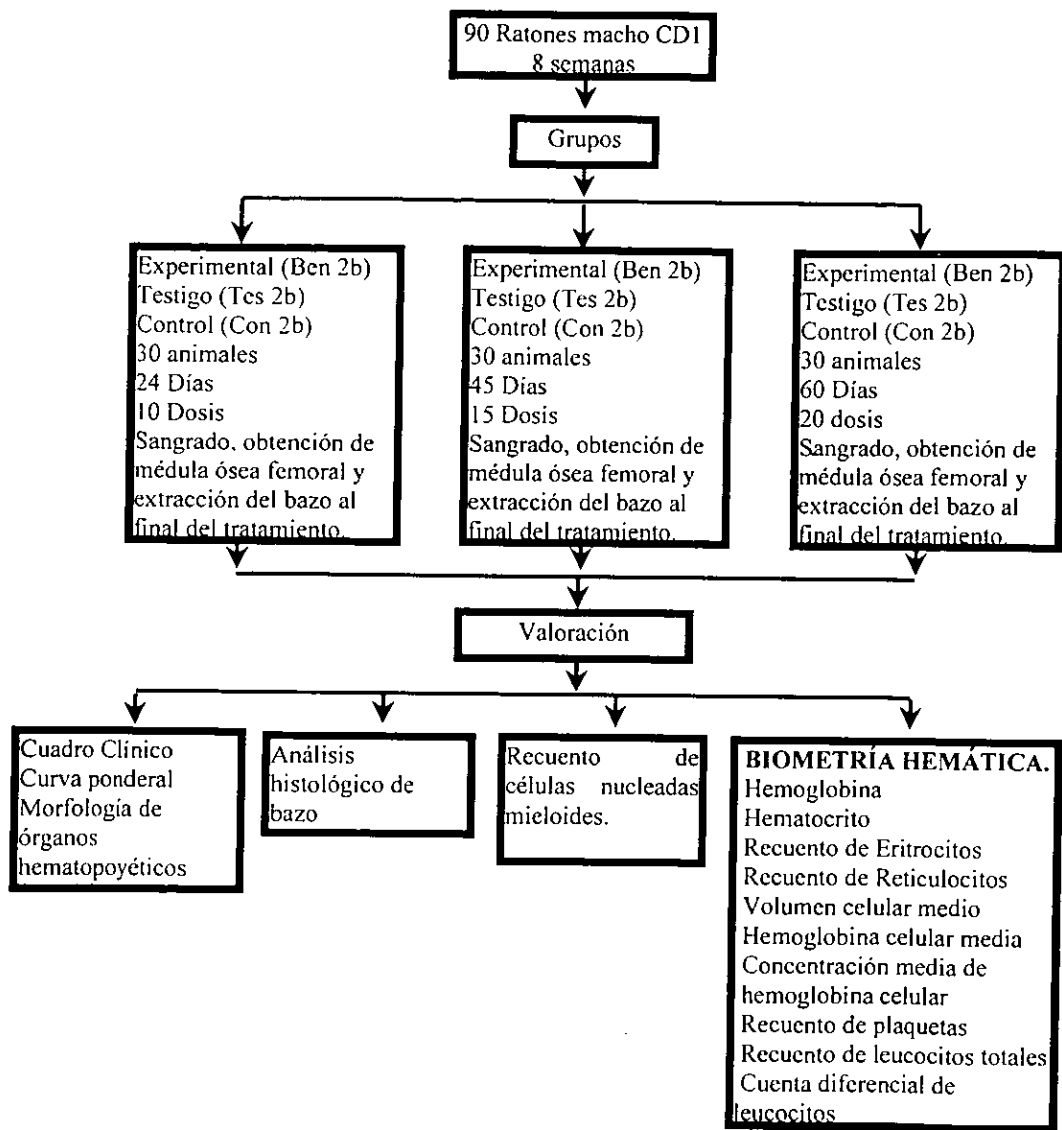 90 Ratones macho CD1
8 semanas
Grupos
Experimental (Ben 2b)
Testigo (Tes 2b)
Control (Con 2b)
30 animales
24 Días
10 Dosis
Sangrado, obtención de
médula ósea femoral y
extracción del bazo al
final del tratamiento.
Experimental (Ben 2b)
Testigo (Tes 2b)
Control (Con 2b)
30 animales
45 Días
15 Dosis
Sangrado, obtención de
médula ósea femoral y
extracción del bazo al
final del tratamiento.
Experimental (Ben 2b)
Testigo (Tes 2b)
Control (Con 2b)
30 animales
60 Días
20 dosis
Sangrado, obtención de
médula ósea femoral y
extracción del bazo al
final del tratamiento.
Valoración
Cuadro Clínico
Curva ponderal
Morfología de
órganos
hematopoyéticos
Análisis
histológico de
bazo
Recuento de
células nucleadas
mieloides.
BIOMETRÍA HEMÁTICA.
Hemoglobina
Hematocrito
Recuento de Eritrocitos
Recuento de Reticulocitos
Volumen celular medio
Hemoglobina celular media
Concentración media de
hemoglobina celular
Recuento de plaquetas
Recuento de leucocitos totales
Cuenta diferencial de
leucocitos